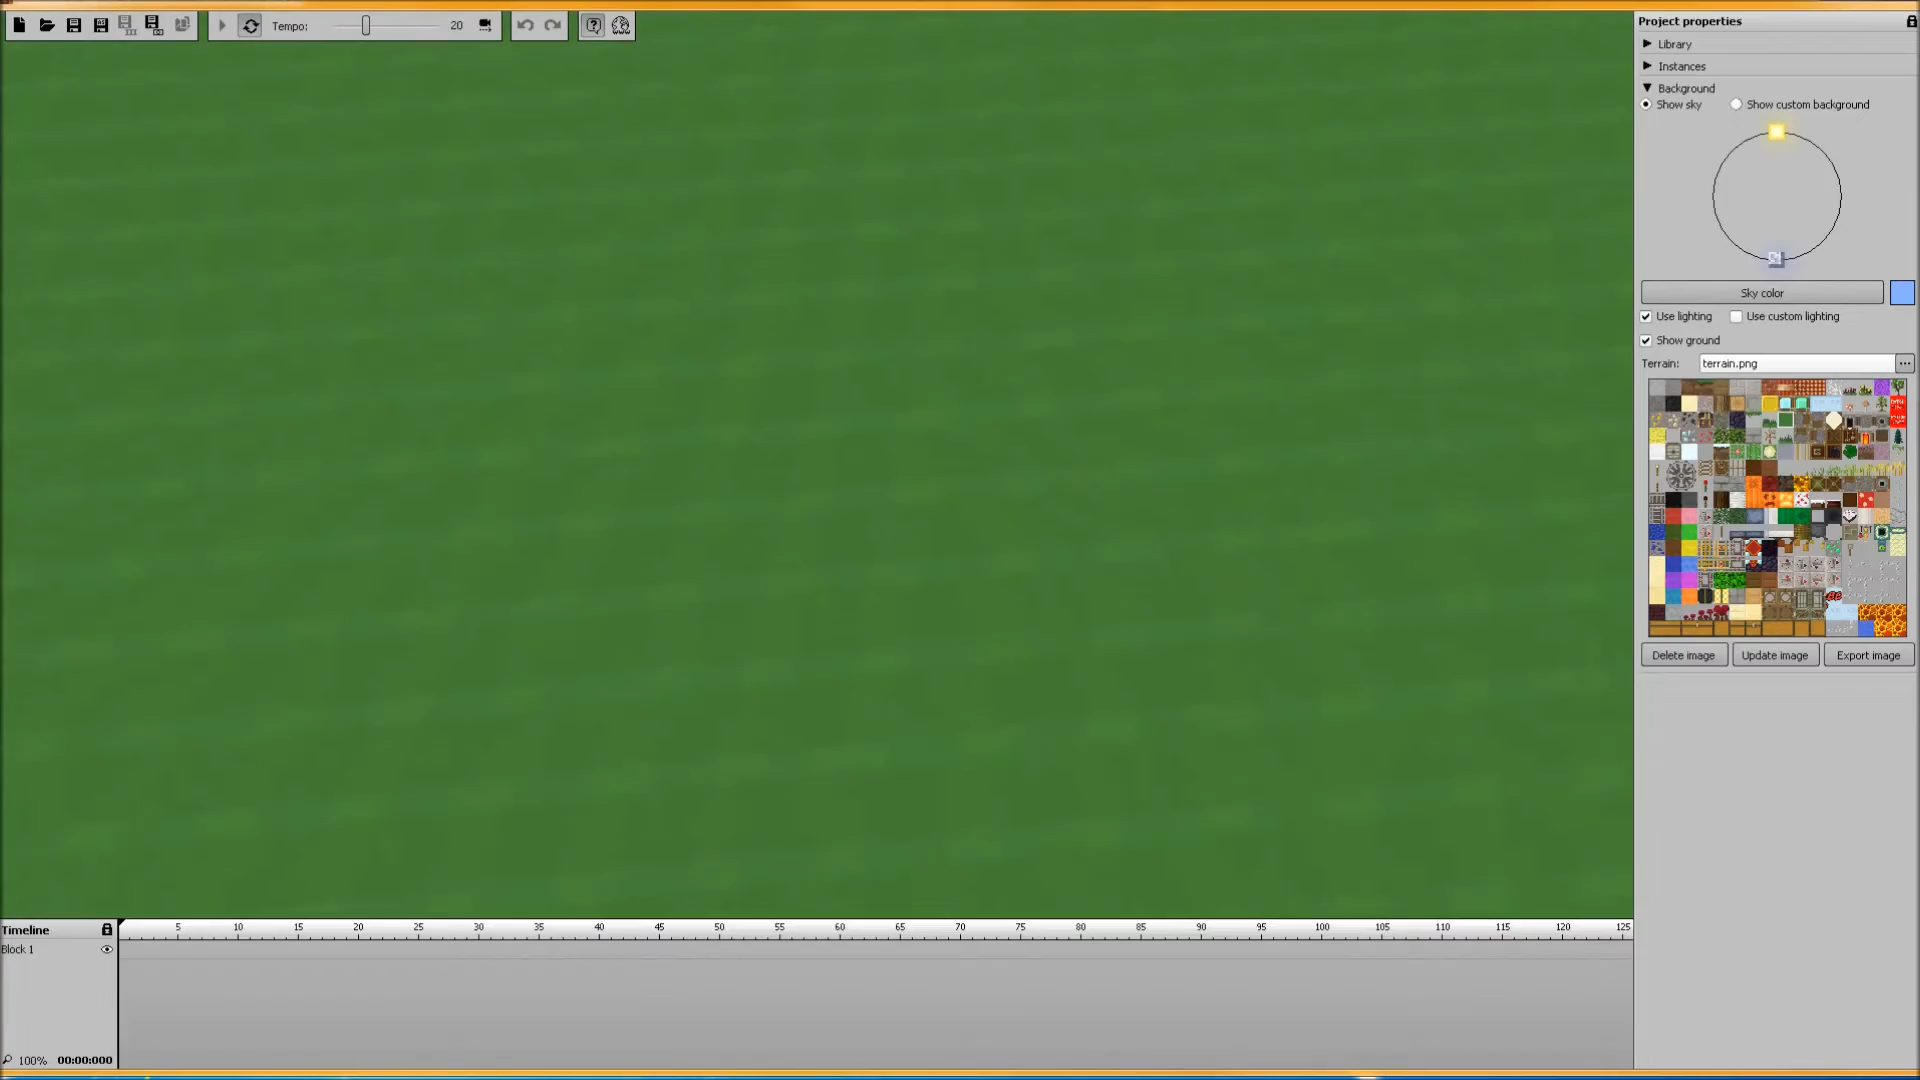 Tempo: 20
Project properties
Library
Instances
Background
Show sky Show custom background
Sky color
Use lighting Use custom lighting
Show ground
Terrain: terrain.png ...
Delete image Update image Export image
Timeline 5 10 15 20 25 30 35 40 45 50 55 60 65 70 75 80 85 90 95 100 105 110 115 120 125
Block 1
100% 00:00:000